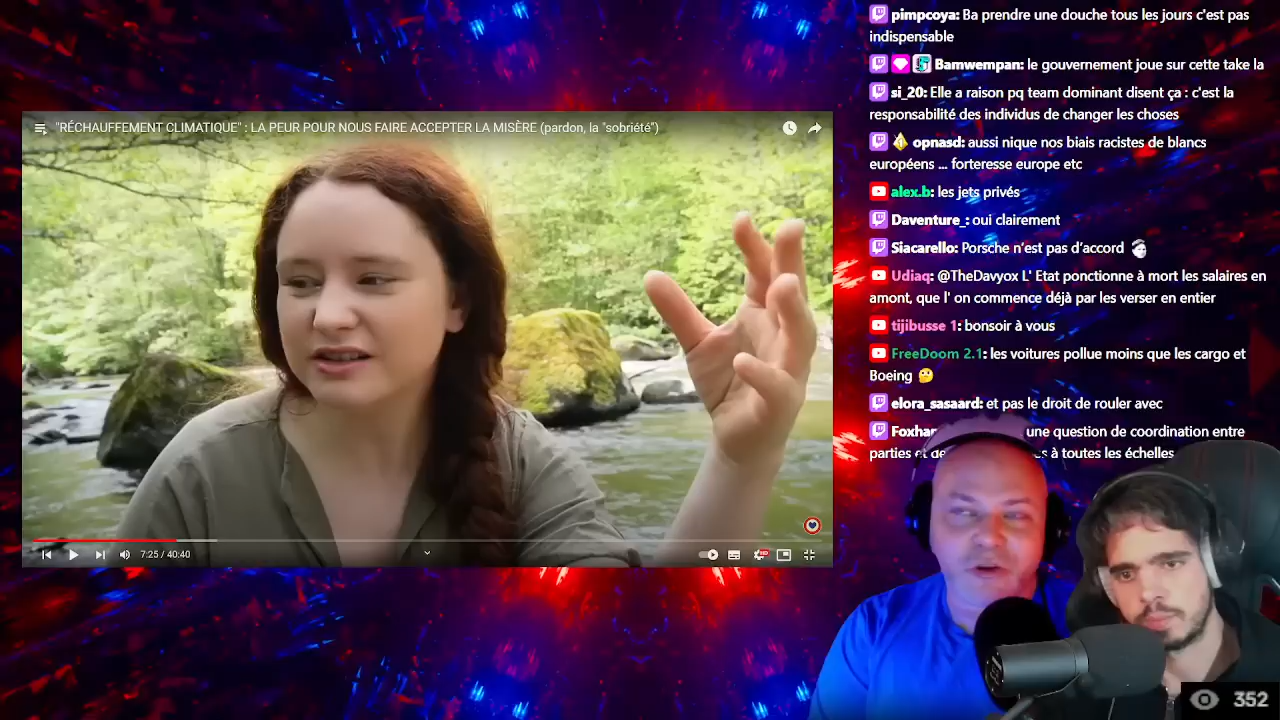 "RÉCHAUFFEMENT CLIMATIQUE" : LA PEUR POUR NOUS FAIRE ACCEPTER LA MISÈRE (pardon, la "sobriété")
7:25 / 40:40
HD
pimpcoya: Ba prendre une douche tous les jours c'est pas
indispensable
Bamwempan: le gouvernement joue sur cette take la
si_20: Elle a raison pq team dominant disent ça : c'est la
responsabilité des individus de changer les choses
opnasd: aussi nique nos biais racistes de blancs
européens ... forteresse europe etc
alex.b: les jets privés
Daventure_: oui clairement
Siacarello: Porsche n'est pas d'accord
Udiaq: @TheDavyox L' Etat ponctionne à mort les salaires en
amont, que l' on commence déjà par les verser en entier
tijibusse 1: bonsoir à vous
FreeDoom 2.1: les voitures pollue moins que les cargo et
Boeing 🤔
elora_sasaard: et pas le droit de rouler avec
une question de coordination entre
parties et à toutes les échelles
352